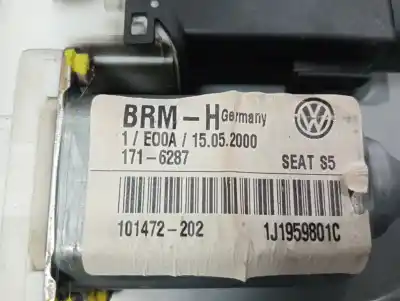 BRM-H Germany
1 / E00A / 15.05.2000
171-6287 SEAT S5
101472-202 1J1959801C